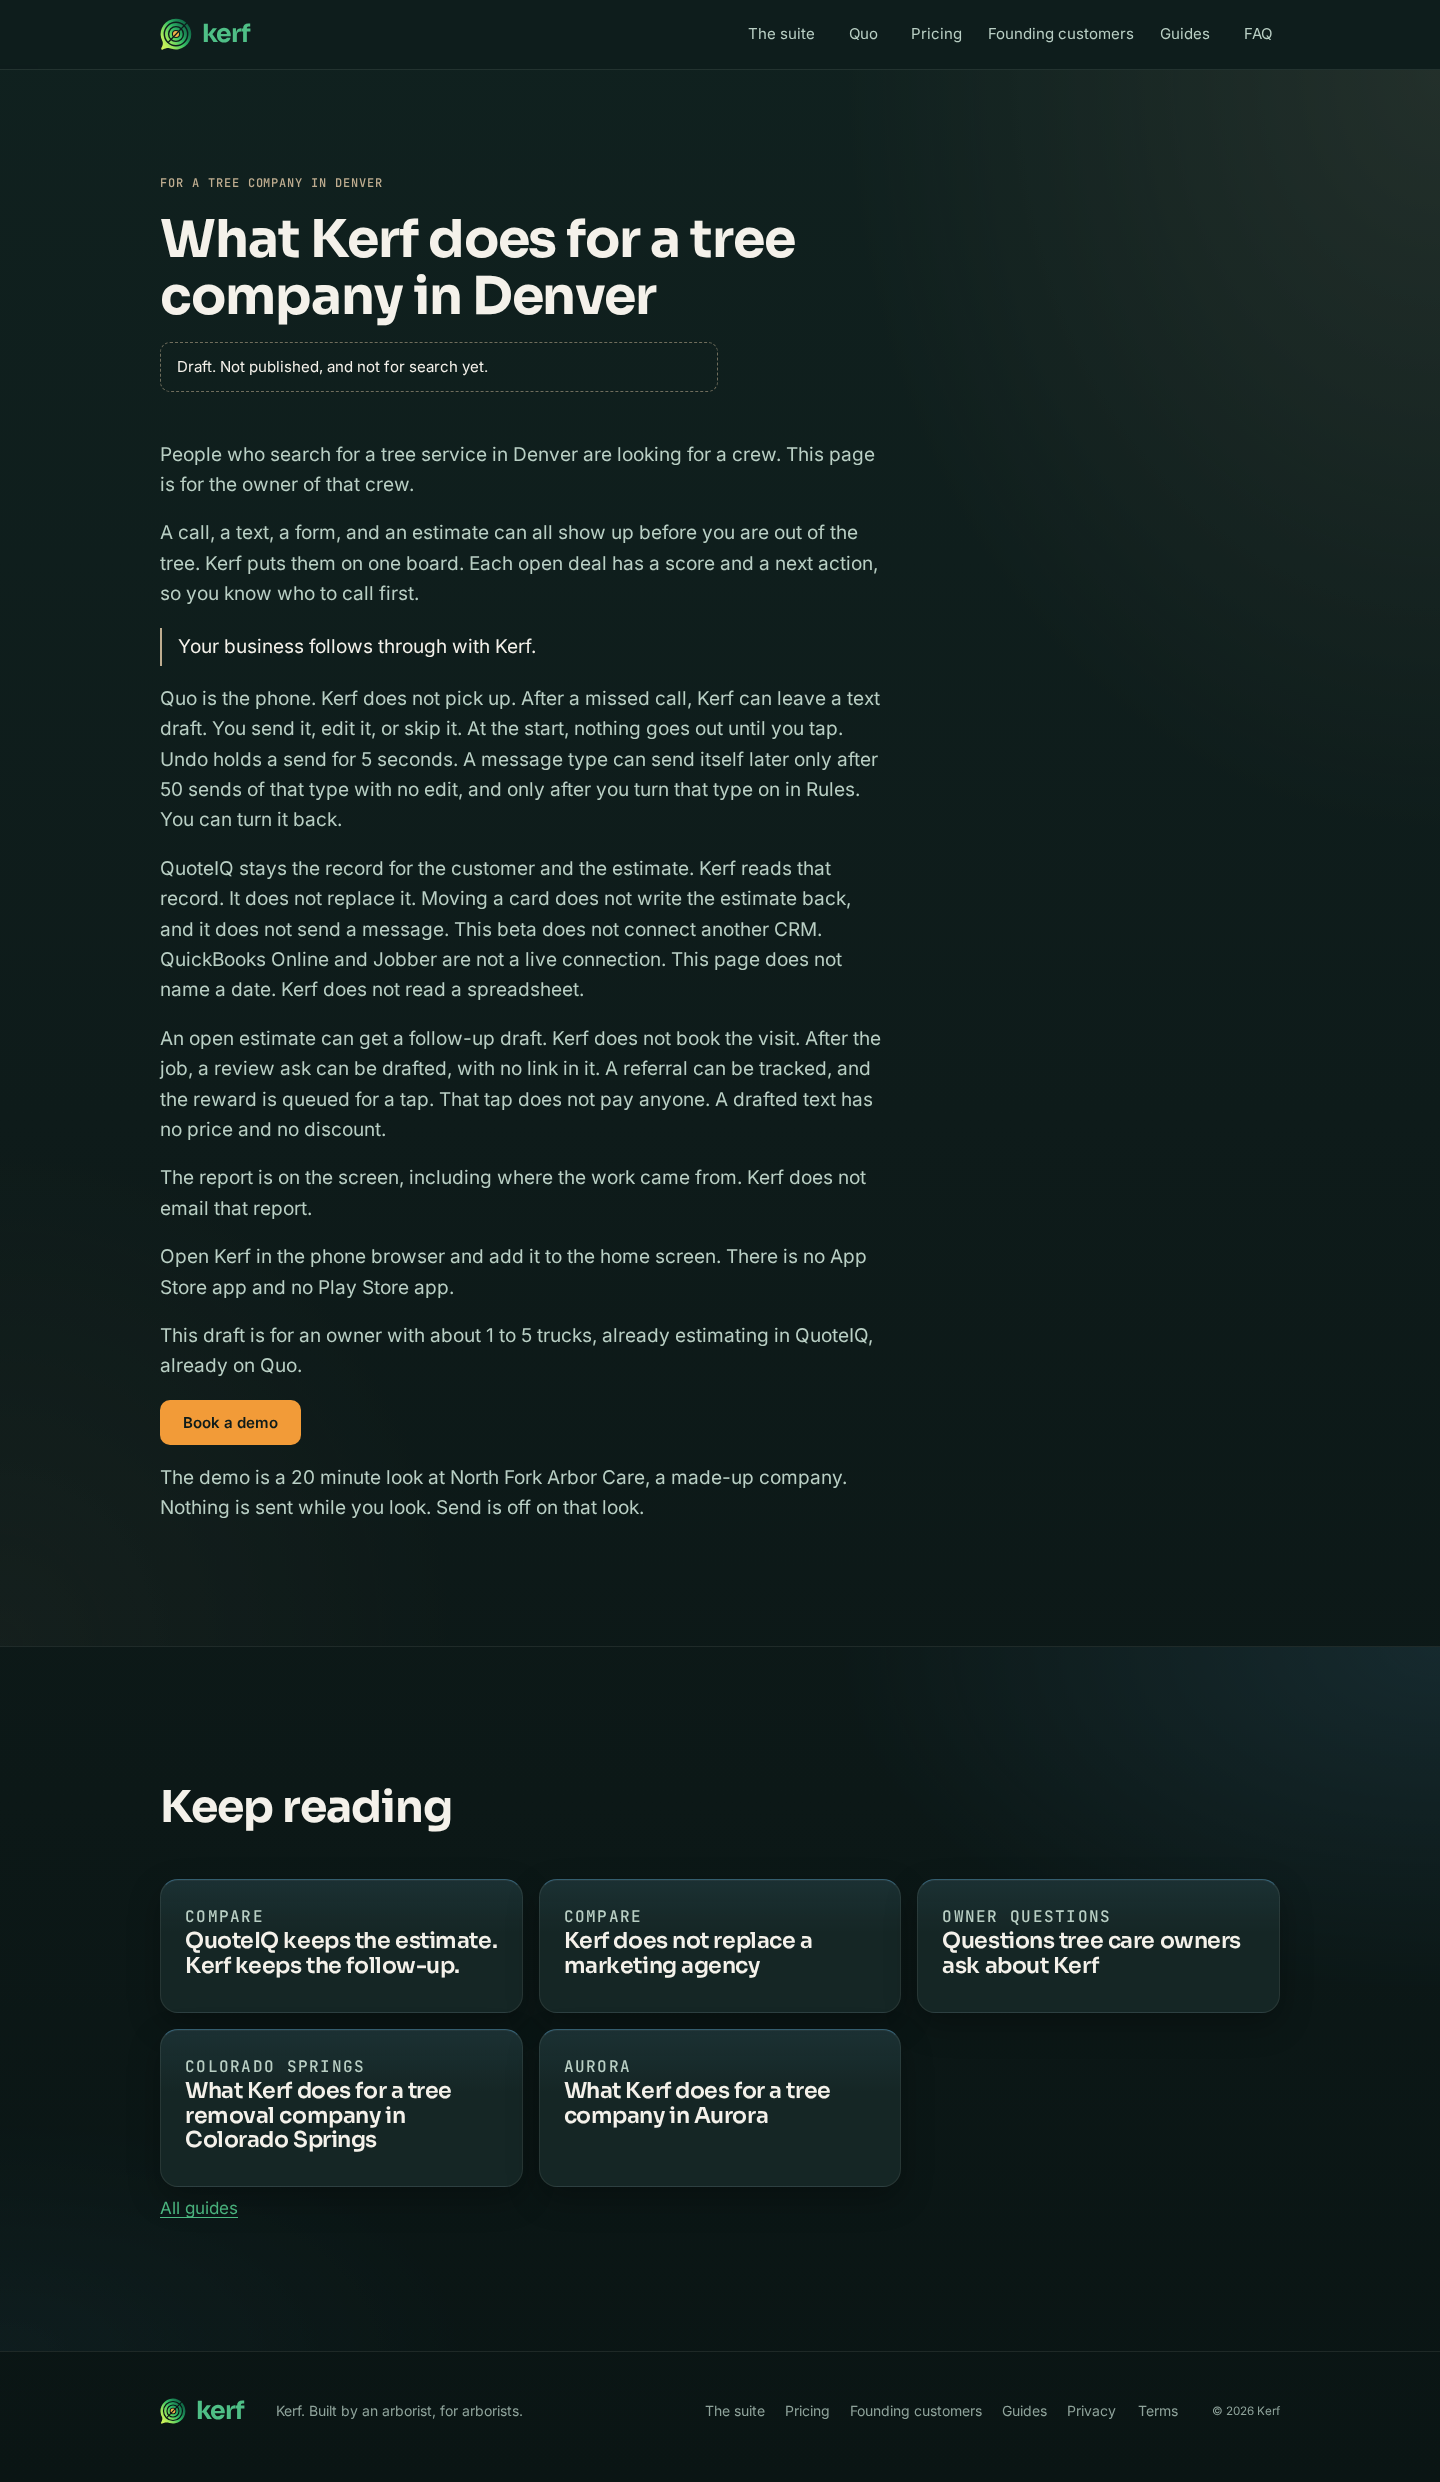 kerf
The suite
Quo
Pricing
Founding customers
Guides
FAQ
FOR A TREE COMPANY IN DENVER
What Kerf does for a tree
company in Denver
Draft. Not published, and not for search yet.
People who search for a tree service in Denver are looking for a crew. This page
is for the owner of that crew.
A call, a text, a form, and an estimate can all show up before you are out of the
tree. Kerf puts them on one board. Each open deal has a score and a next action,
so you know who to call first.
Your business follows through with Kerf.
Quo is the phone. Kerf does not pick up. After a missed call, Kerf can leave a text
draft. You send it, edit it, or skip it. At the start, nothing goes out until you tap.
Undo holds a send for 5 seconds. A message type can send itself later only after
50 sends of that type with no edit, and only after you turn that type on in Rules.
You can turn it back.
QuoteIQ stays the record for the customer and the estimate. Kerf reads that
record. It does not replace it. Moving a card does not write the estimate back,
and it does not send a message. This beta does not connect another CRM.
QuickBooks Online and Jobber are not a live connection. This page does not
name a date. Kerf does not read a spreadsheet.
An open estimate can get a follow-up draft. Kerf does not book the visit. After the
job, a review ask can be drafted, with no link in it. A referral can be tracked, and
the reward is queued for a tap. That tap does not pay anyone. A drafted text has
no price and no discount.
The report is on the screen, including where the work came from. Kerf does not
email that report.
Open Kerf in the phone browser and add it to the home screen. There is no App
Store app and no Play Store app.
This draft is for an owner with about 1 to 5 trucks, already estimating in QuoteIQ,
already on Quo.
Book a demo
The demo is a 20 minute look at North Fork Arbor Care, a made-up company.
Nothing is sent while you look. Send is off on that look.
Keep reading
COMPARE
QuoteIQ keeps the estimate.
Kerf keeps the follow-up.
COMPARE
Kerf does not replace a
marketing agency
OWNER QUESTIONS
Questions tree care owners
ask about Kerf
COLORADO SPRINGS
What Kerf does for a tree
removal company in
Colorado Springs
AURORA
What Kerf does for a tree
company in Aurora
All guides
kerf
Kerf. Built by an arborist, for arborists.
The suite
Pricing
Founding customers
Guides
Privacy
Terms
© 2026 Kerf